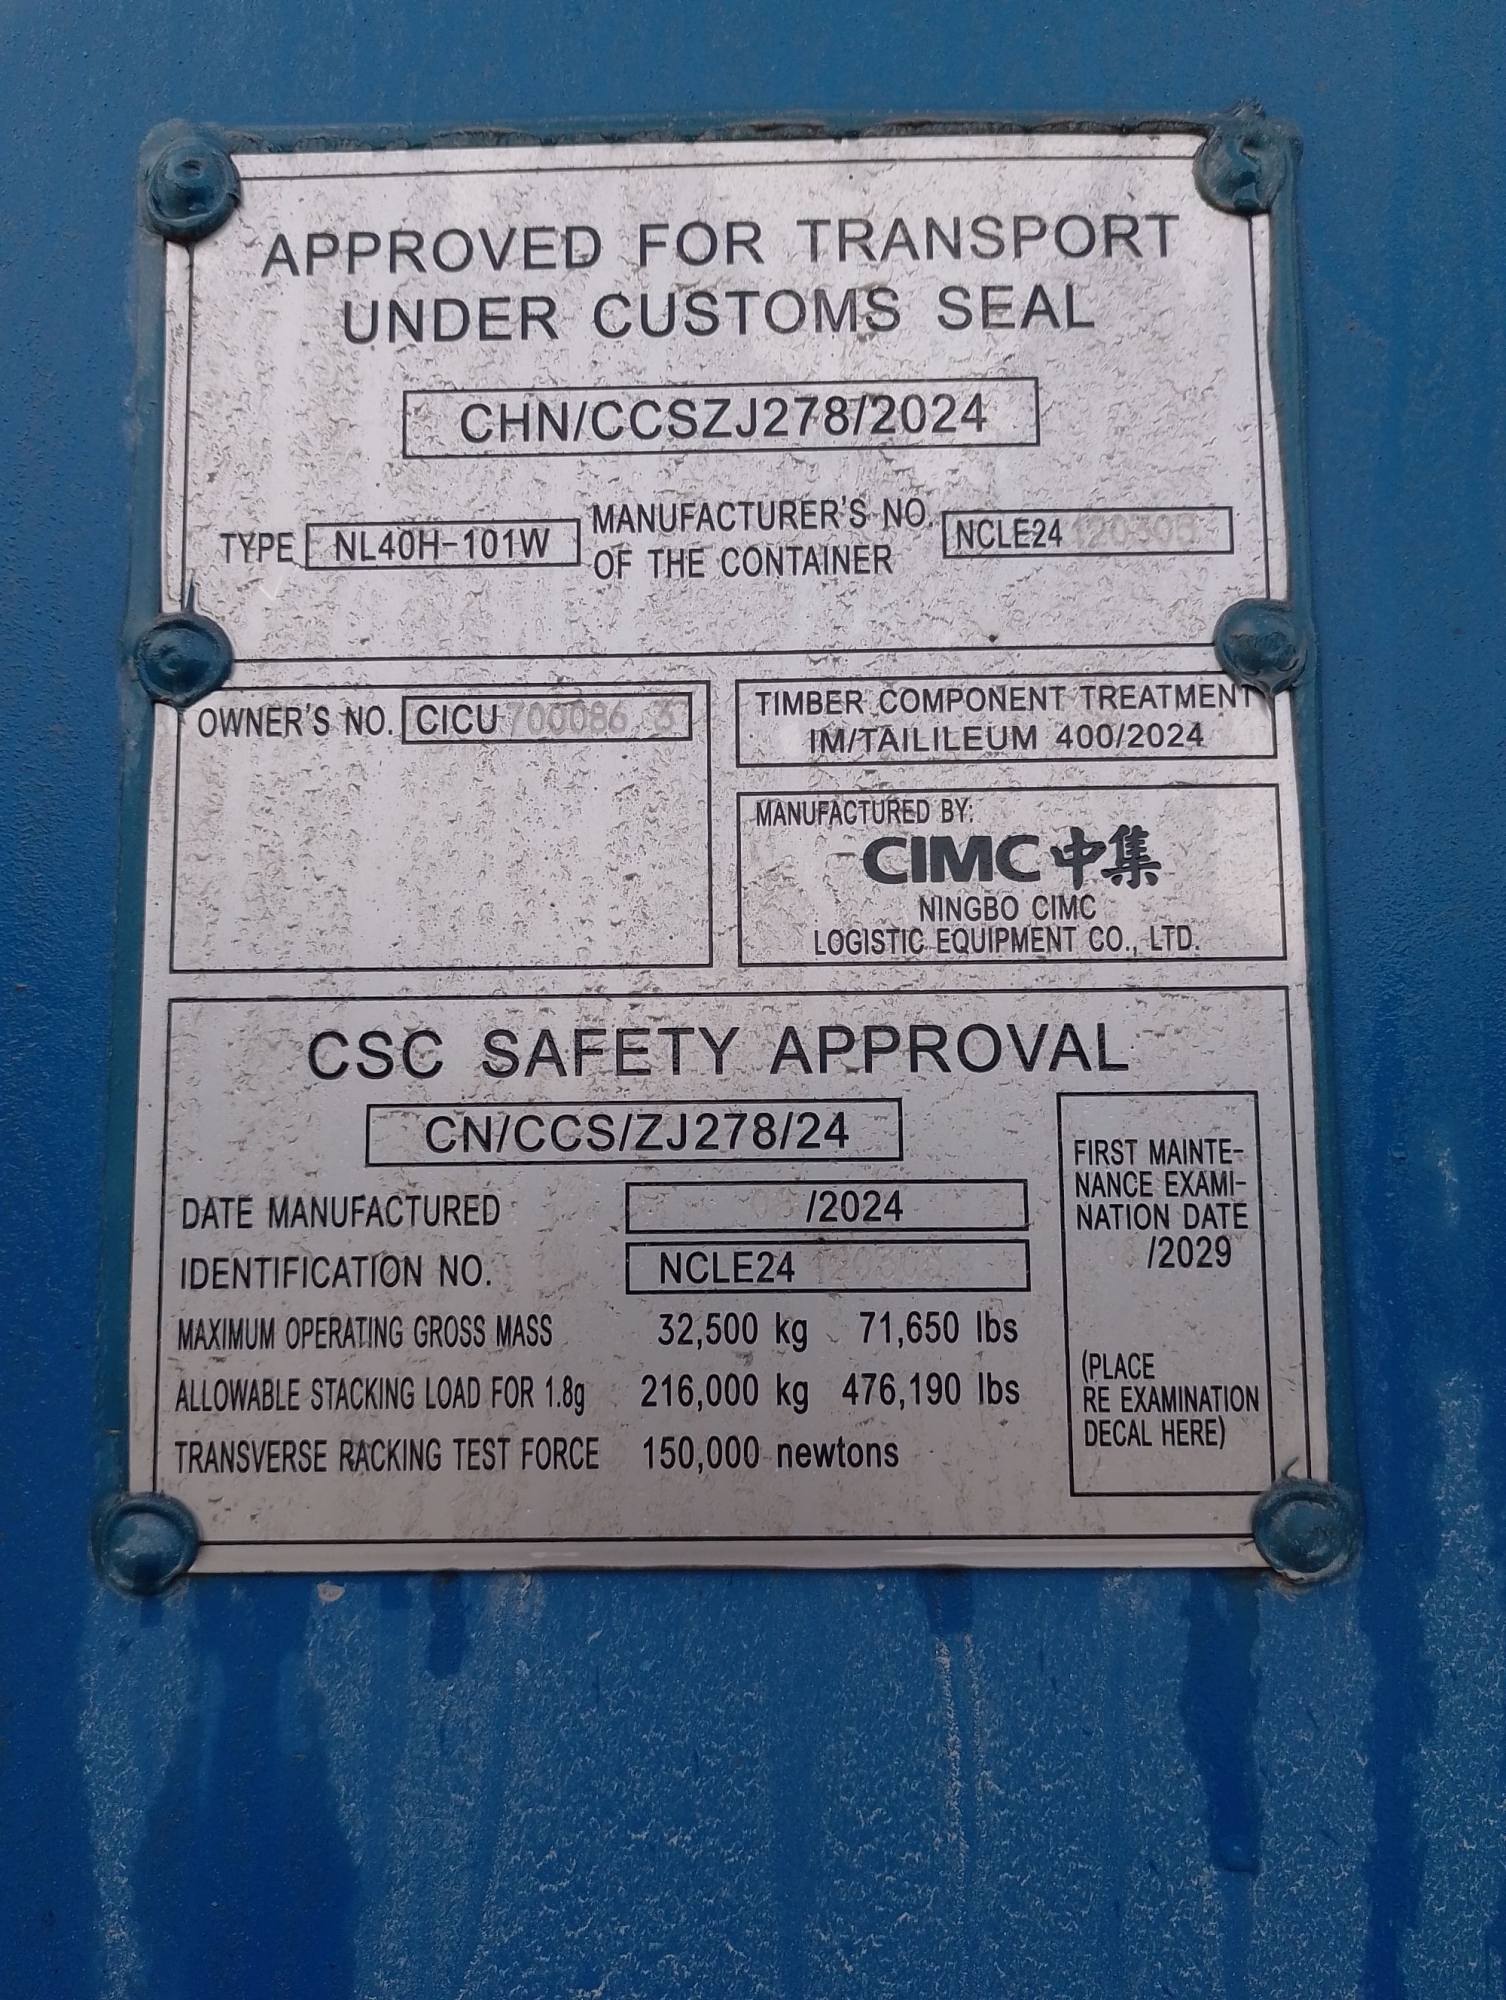 APPROVED FOR TRANSPORT
UNDER CUSTOMS SEAL
CHN/CCSZJ278/2024
TYPE NL40H-101W MANUFACTURER'S NO. OF THE CONTAINER NCLE24
OWNER'S NO. CICU 700086
TIMBER COMPONENT TREATMENT
IM/TAILILEUM 400/2024
MANUFACTURED BY:
CIMC 中集
NINGBO CIMC
LOGISTIC EQUIPMENT CO., LTD.
CSC SAFETY APPROVAL
CN/CCS/ZJ278/24
DATE MANUFACTURED /2024
IDENTIFICATION NO. NCLE24
MAXIMUM OPERATING GROSS MASS 32,500 kg 71,650 lbs
ALLOWABLE STACKING LOAD FOR 1.8g 216,000 kg 476,190 lbs
TRANSVERSE RACKING TEST FORCE 150,000 newtons
FIRST MAINTE-
NANCE EXAMI-
NATION DATE
/2029
(PLACE
RE EXAMINATION
DECAL HERE)